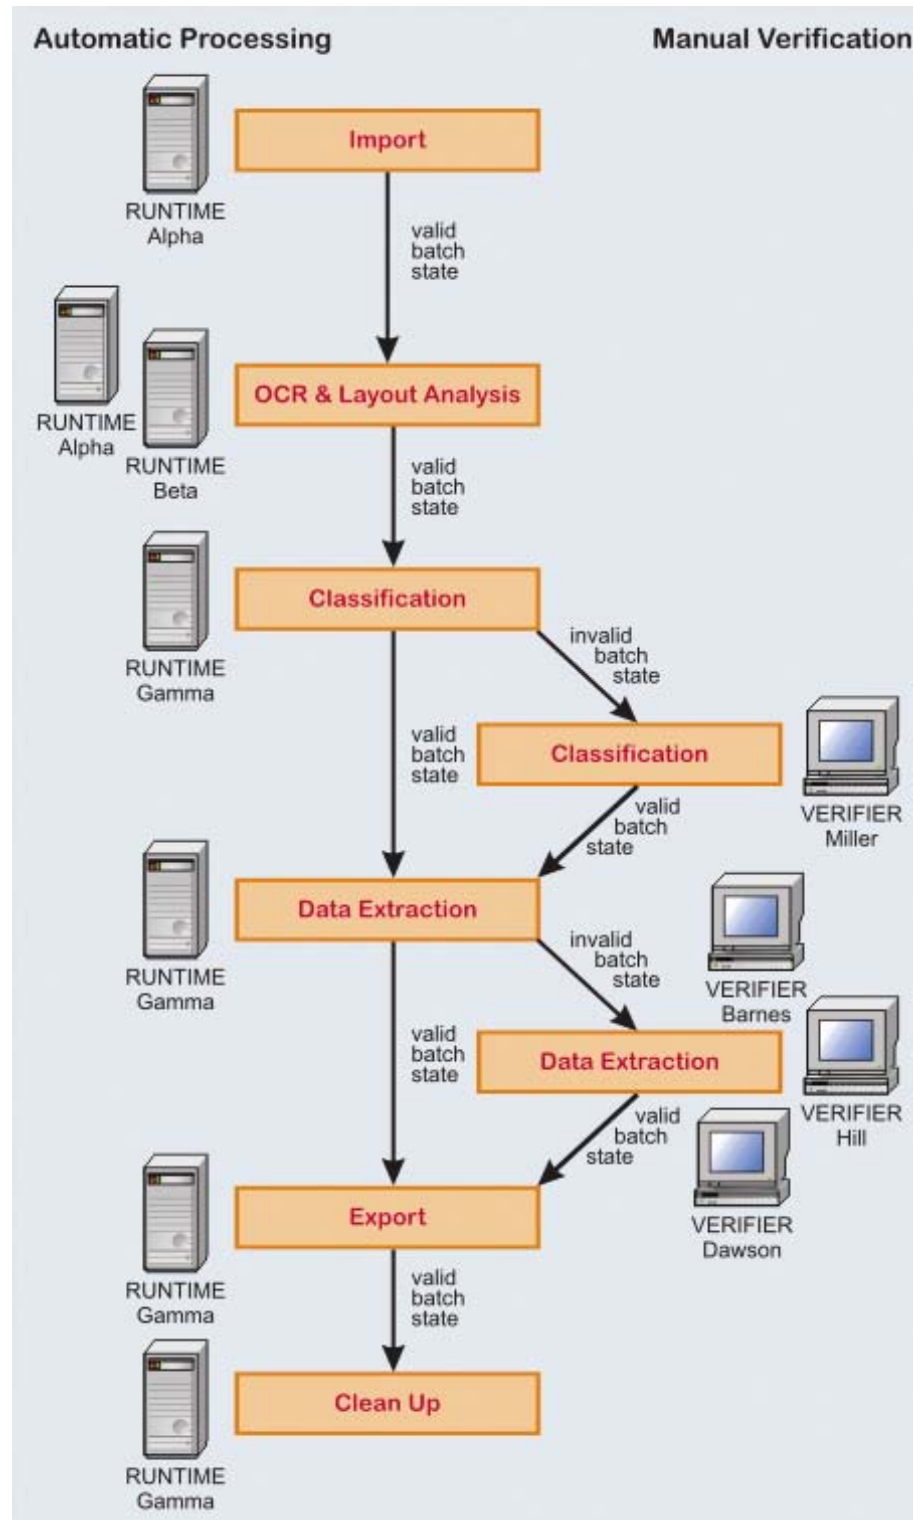 Automatic Processing
Manual Verification
Import
RUNTIME
Alpha
valid
batch
state
RUNTIME
Alpha
RUNTIME
Beta
OCR & Layout Analysis
valid
batch
state
RUNTIME
Gamma
Classification
invalid
batch
state
valid
batch
state
Classification
VERIFIER
Miller
valid
batch
state
RUNTIME
Gamma
Data Extraction
invalid
batch
state
VERIFIER
Barnes
valid
batch
state
Data Extraction
VERIFIER
Hill
valid
batch
state
VERIFIER
Dawson
RUNTIME
Gamma
Export
valid
batch
state
RUNTIME
Gamma
Clean Up